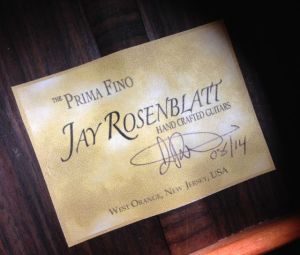 THE PRIMA FINO
JAY ROSENBLATT
HAND CRAFTED GUITARS
03/14
WEST ORANGE, NEW JERSEY, USA